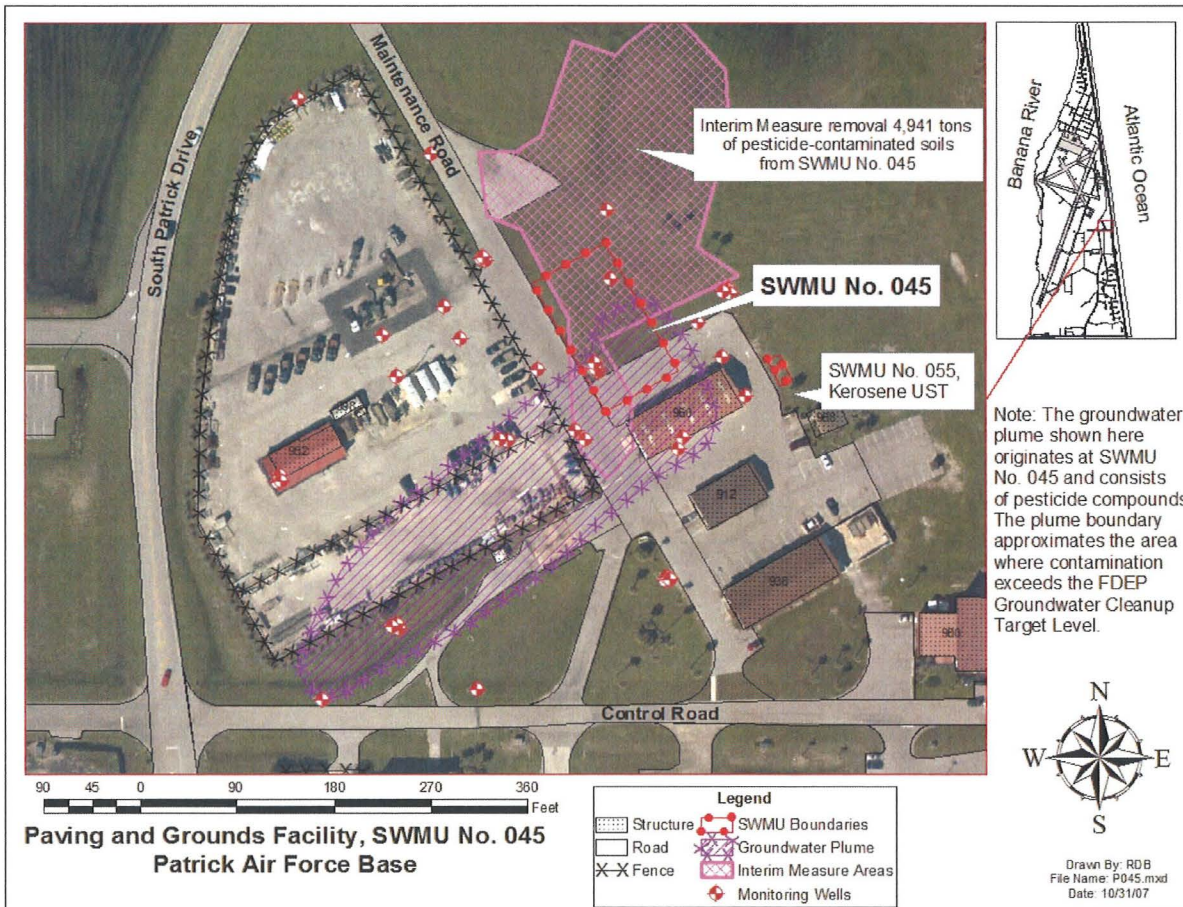 South Patrick Drive
Maintenance Road
Interim Measure removal 4,941 tons
of pesticide-contaminated soils
from SWMU No. 045
SWMU No. 045
SWMU No. 055,
Kerosene UST
982
960
912
938
980
Control Road
Banana River
Atlantic Ocean
Note: The groundwater
plume shown here
originates at SWMU
No. 045 and consists
of pesticide compounds
The plume boundary
approximates the area
where contamination
exceeds the FDEP
Groundwater Cleanup
Target Level.
N
W
E
S
90 45 0 90 180 270 360
Feet
Paving and Grounds Facility, SWMU No. 045
Patrick Air Force Base
Legend
Structure
SWMU Boundaries
Road
Groundwater Plume
Fence
Interim Measure Areas
Monitoring Wells
Drawn By: RDB
File Name: P045.mxd
Date: 10/31/07